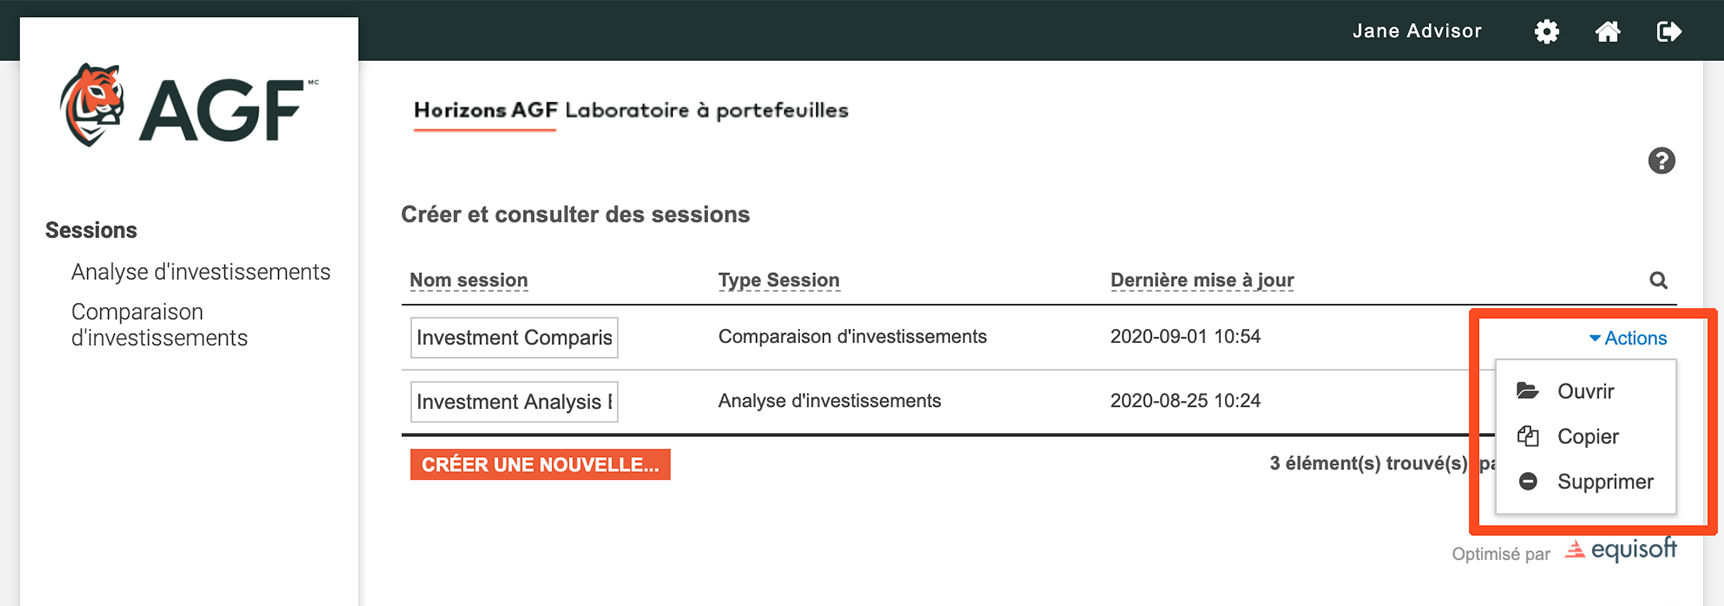 Jane Advisor
AGF MC
Horizons AGF Laboratoire à portefeuilles
?
Sessions
Analyse d'investissements
Comparaison
d'investissements
Créer et consulter des sessions
Nom session Type Session Dernière mise à jour
Investment Comparis Comparaison d'investissements 2020-09-01 10:54 Actions
Investment Analysis Analyse d'investissements 2020-08-25 10:24
Ouvrir
Copier
Supprimer
CRÉER UNE NOUVELLE... 3 élément(s) trouvé(s)
Optimisé par equisoft